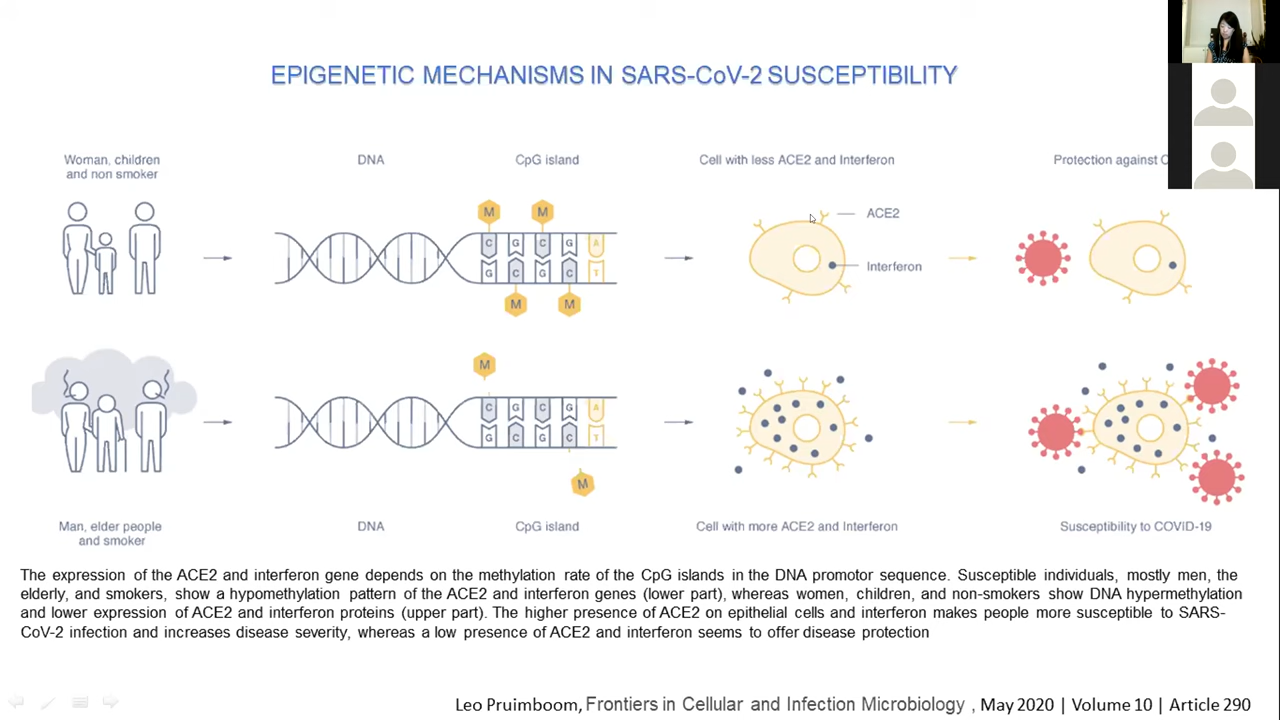 EPIGENETIC MECHANISMS IN SARS-CoV-2 SUSCEPTIBILITY
Woman, children
and non smoker
DNA
CpG island
Cell with less ACE2 and Interferon
Protection against
M M
C G C G A
G C G C T
M M
ACE2
Interferon
M
C G C G A
G C G C T
M
Man, elder people
and smoker
DNA
CpG island
Cell with more ACE2 and Interferon
Susceptibility to COVID-19
The expression of the ACE2 and interferon gene depends on the methylation rate of the CpG islands in the DNA promotor sequence. Susceptible individuals, mostly men, the
elderly, and smokers, show a hypomethylation pattern of the ACE2 and interferon genes (lower part), whereas women, children, and non-smokers show DNA hypermethylation
and lower expression of ACE2 and interferon proteins (upper part). The higher presence of ACE2 on epithelial cells and interferon makes people more susceptible to SARS-
CoV-2 infection and increases disease severity, whereas a low presence of ACE2 and interferon seems to offer disease protection
Leo Pruimboom, Frontiers in Cellular and Infection Microbiology , May 2020 | Volume 10 | Article 290